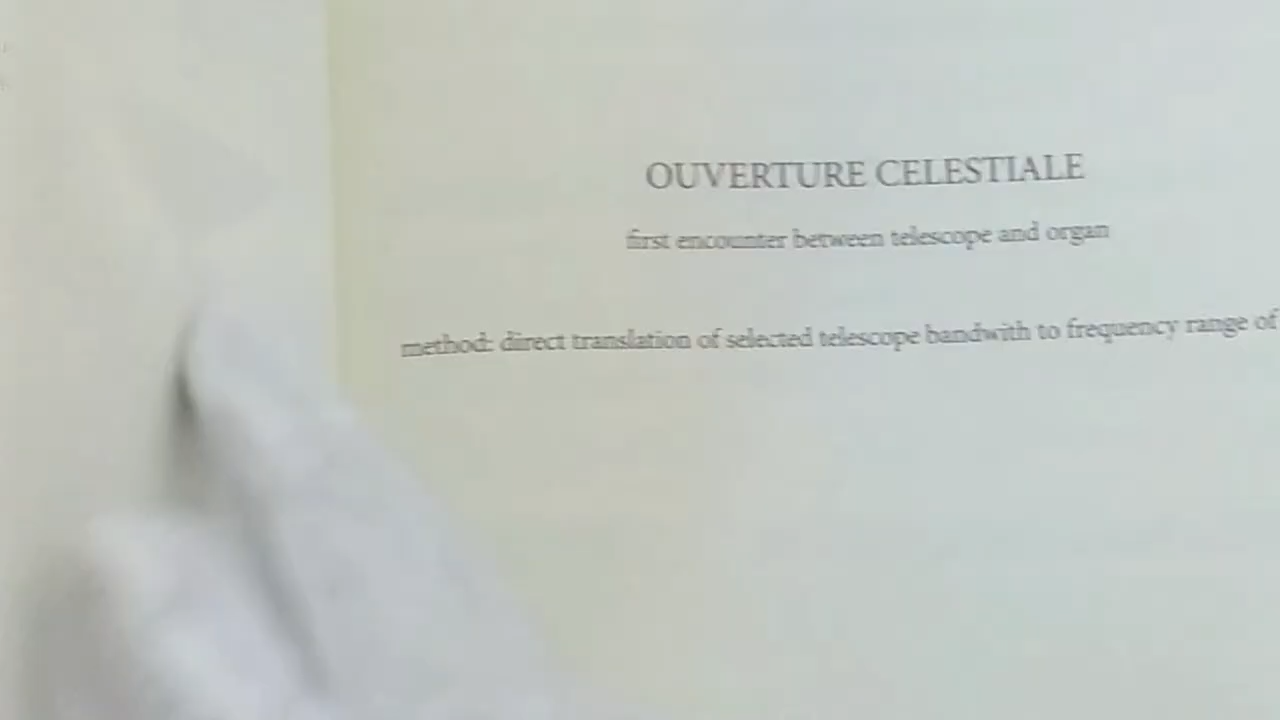 OUVERTURE CELESTIALE
first encounter between telescope and organ
method: direct translation of selected telescope bandwith to frequency range of